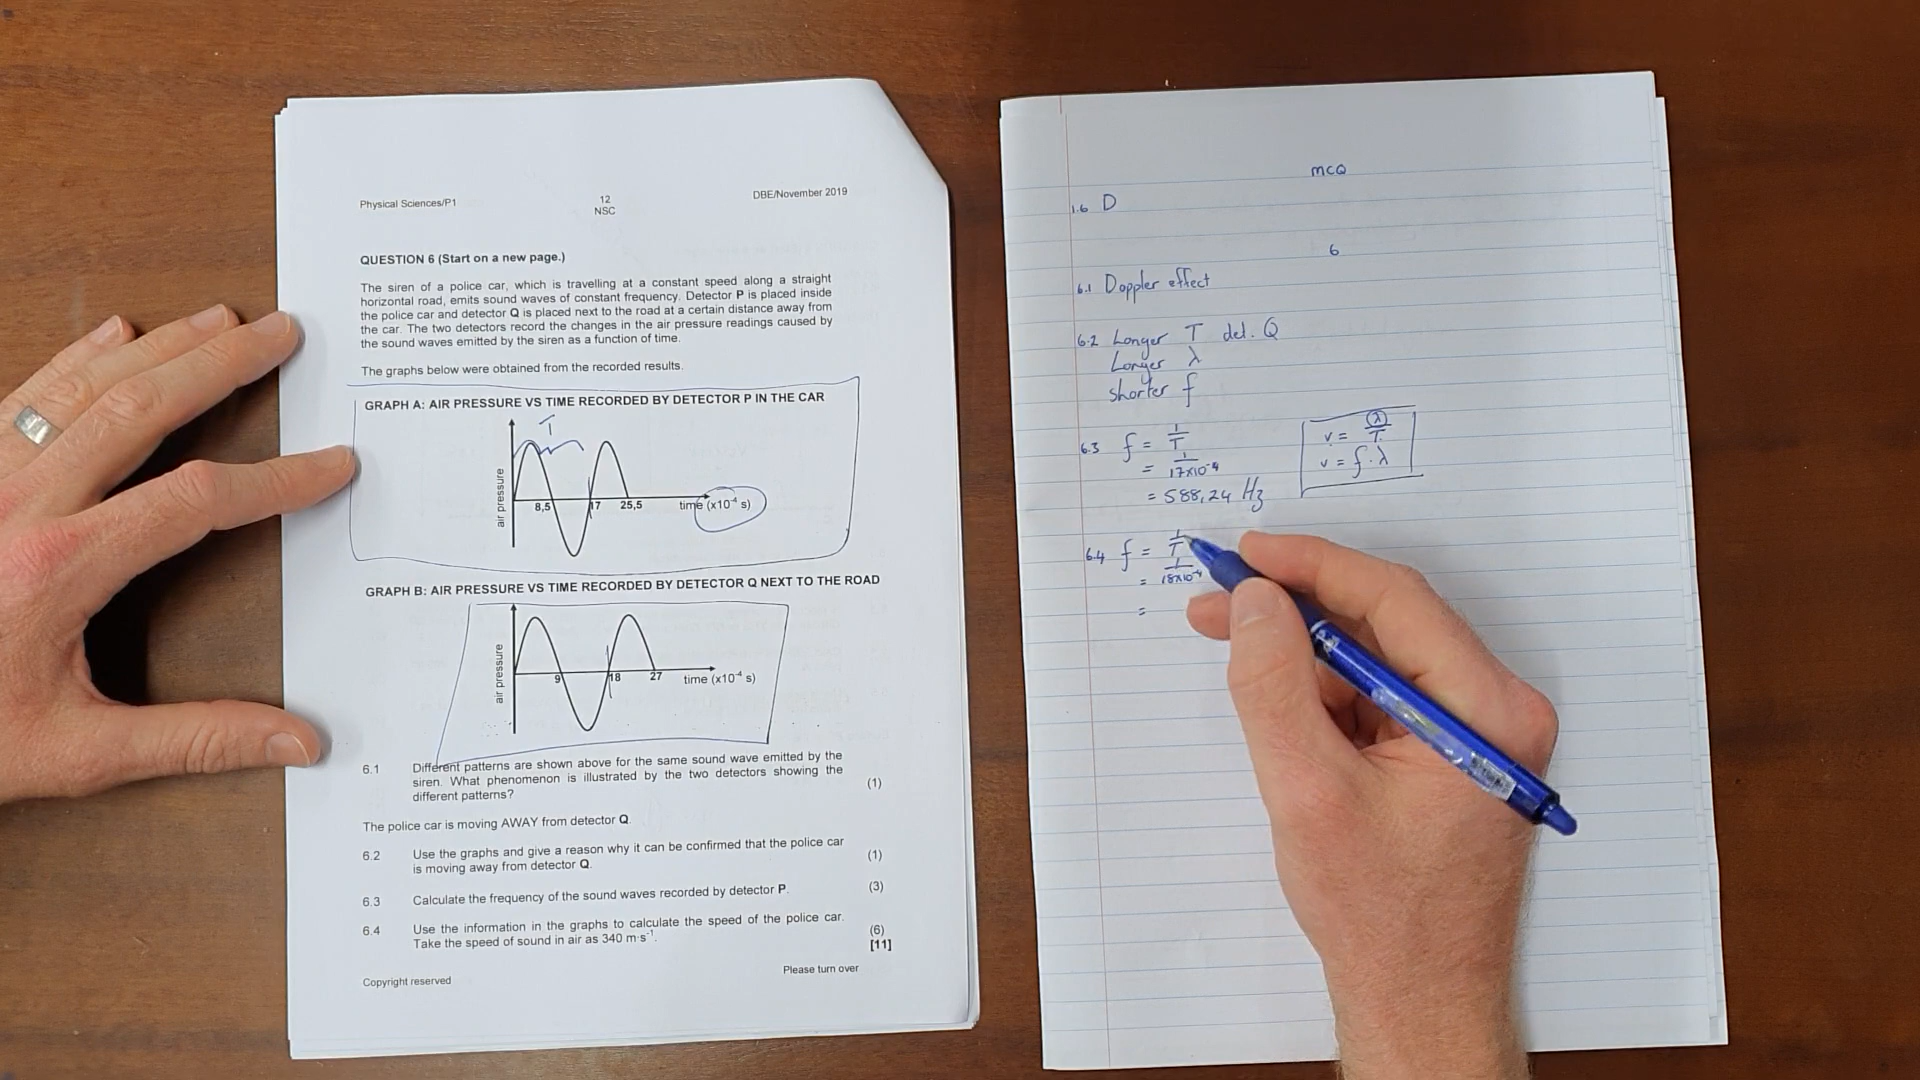 Physical Sciences/P1
12
NSC
DBE/November 2019
QUESTION 6 (Start on a new page.)
The siren of a police car, which is travelling at a constant speed along a straight
horizontal road, emits sound waves of constant frequency. Detector P is placed inside
the police car and detector Q is placed next to the road at a certain distance away from
the car. The two detectors record the changes in the air pressure readings caused by
the sound waves emitted by the siren as a function of time.
The graphs below were obtained from the recorded results.
GRAPH A: AIR PRESSURE VS TIME RECORDED BY DETECTOR P IN THE CAR
T
air pressure
8,5
17
25,5
time (x10⁻⁴ s)
GRAPH B: AIR PRESSURE VS TIME RECORDED BY DETECTOR Q NEXT TO THE ROAD
air pressure
9
18
27
time (x10⁻⁴ s)
6.1 Different patterns are shown above for the same sound wave emitted by the
siren. What phenomenon is illustrated by the two detectors showing the
different patterns? (1)
The police car is moving AWAY from detector Q.
6.2 Use the graphs and give a reason why it can be confirmed that the police car
is moving away from detector Q. (1)
6.3 Calculate the frequency of the sound waves recorded by detector P. (3)
6.4 Use the information in the graphs to calculate the speed of the police car.
Take the speed of sound in air as 340 m·s⁻¹. (6)
[11]
Copyright reserved
Please turn over
MCQ
1.6 D
6
6.1 Doppler effect
6.2 Longer T det. Q
Longer λ
shorter f
6.3 f = 1/T
= 1/17x10⁻⁴
= 588,24 Hz
v = λ/T
v = f·λ
6.4 f = 1/T
= 1/18x10⁻⁴
=